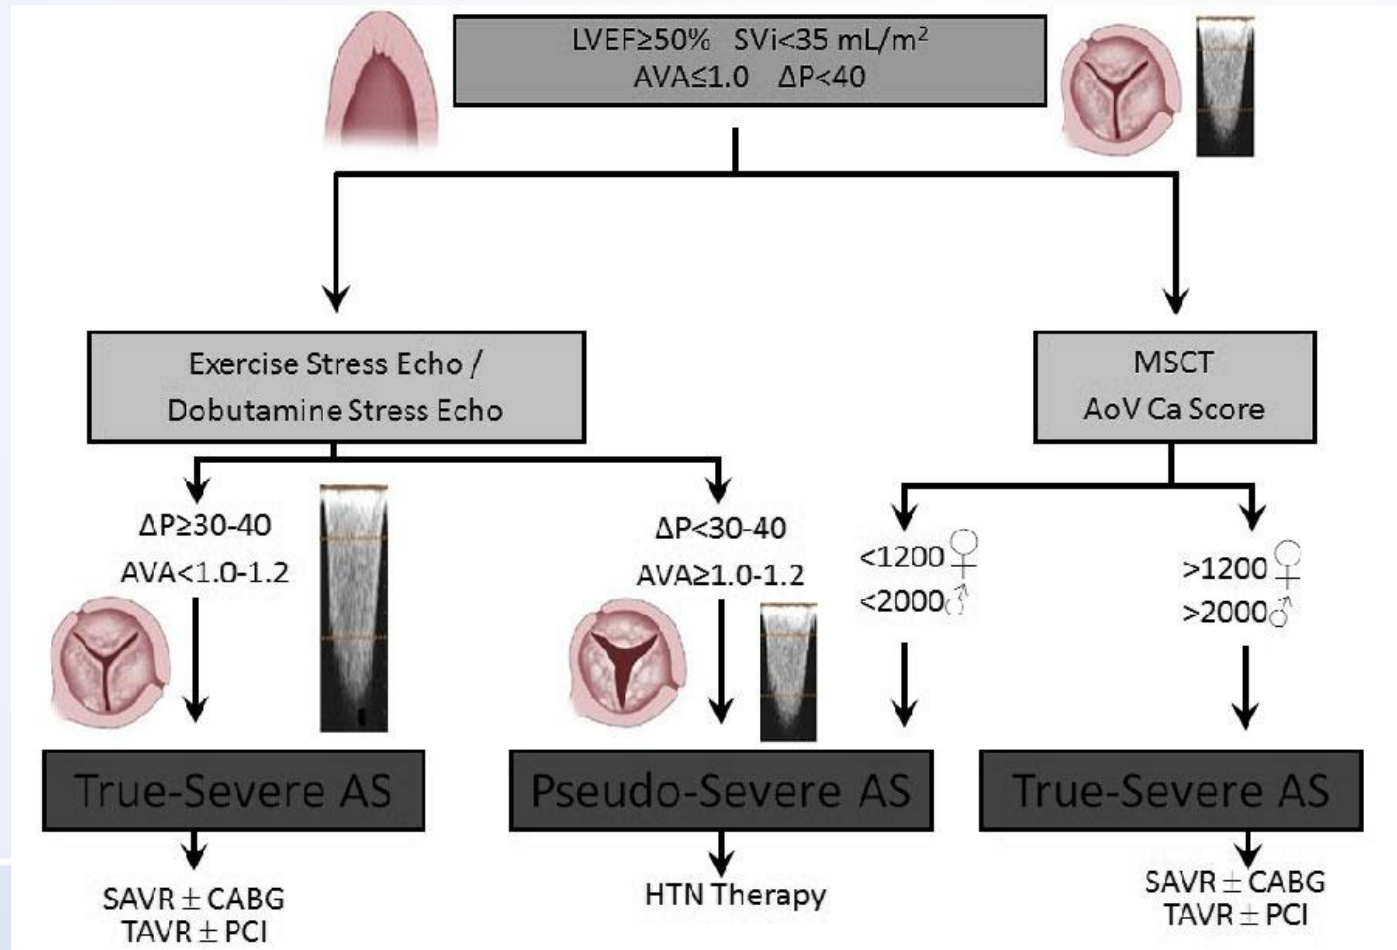 LVEF≥50% SVi<35 mL/m²
AVA≤1.0 ΔP<40
Exercise Stress Echo /
Dobutamine Stress Echo
MSCT
AoV Ca Score
ΔP≥30-40
AVA<1.0-1.2
ΔP<30-40
AVA≥1.0-1.2
<1200♀
<2000♂
>1200♀
>2000♂
True-Severe AS
Pseudo-Severe AS
True-Severe AS
SAVR ± CABG
TAVR ± PCI
HTN Therapy
SAVR ± CABG
TAVR ± PCI